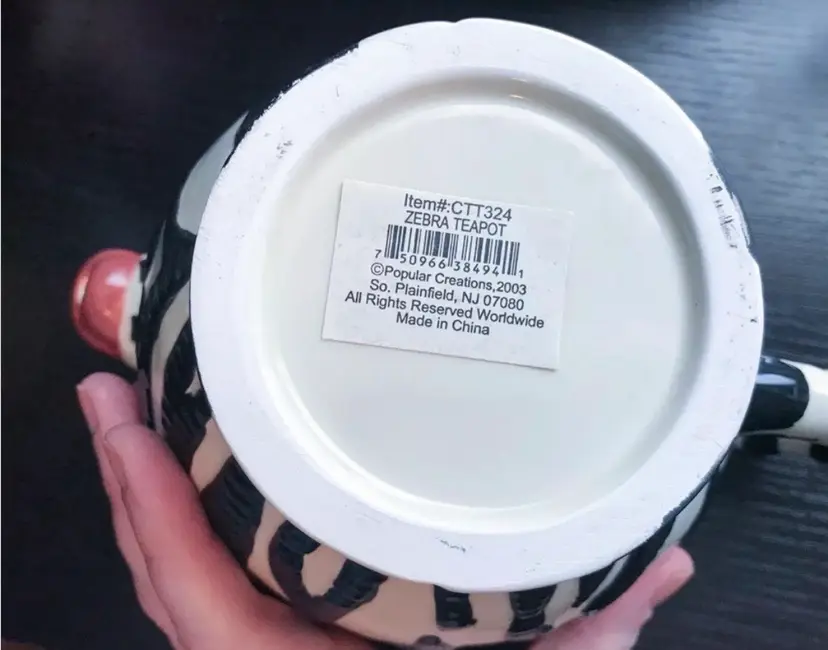 Item#:CTT324
ZEBRA TEAPOT
7 50966 38494 1
©Popular Creations,2003
So. Plainfield, NJ 07080
All Rights Reserved Worldwide
Made in China